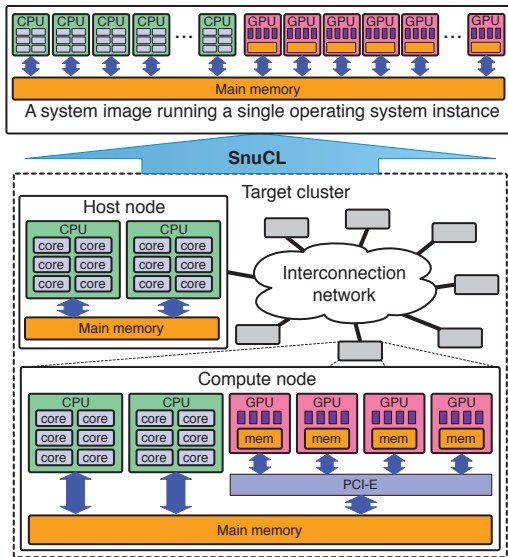 CPU CPU CPU CPU ... CPU GPU GPU GPU GPU GPU ... GPU
Main memory
A system image running a single operating system instance
SnuCL
Target cluster
Host node
CPU CPU
core core core core
core core core core
core core core core
Main memory
Interconnection
network
Compute node
CPU CPU GPU GPU GPU GPU
core core core core
core core core core
core core core core
mem mem mem mem
PCI-E
Main memory